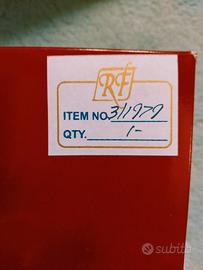 RF
ITEM NO. 311979
QTY. 1-
subito